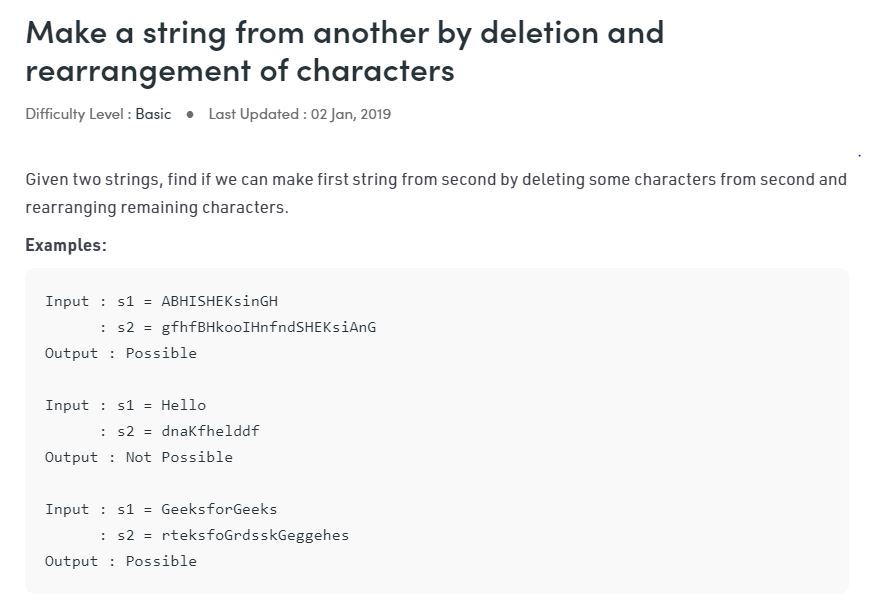 Make a string from another by deletion and
rearrangement of characters
Difficulty Level : Basic ● Last Updated : 02 Jan, 2019
Given two strings, find if we can make first string from second by deleting some characters from second and
rearranging remaining characters.
Examples:
Input : s1 = ABHISHEKsinGH
: s2 = gfhfBHkooIHnfndSHEKsiAnG
Output : Possible
Input : s1 = Hello
: s2 = dnaKfhelddf
Output : Not Possible
Input : s1 = GeeksforGeeks
: s2 = rteksfoGrdsskGeggehes
Output : Possible